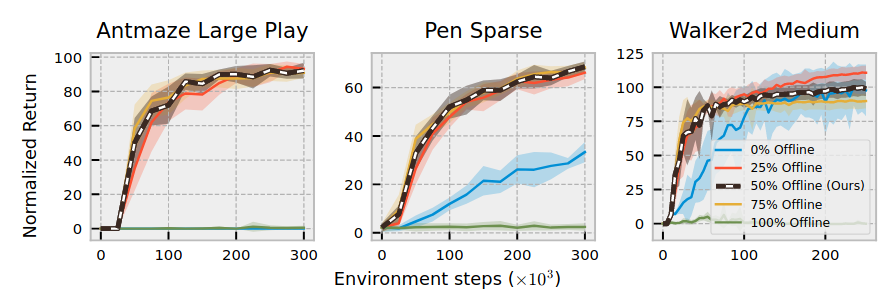 Antmaze Large Play
Pen Sparse
Walker2d Medium
Normalized Return
100
80
60
40
20
0
0
100
200
300
60
40
20
0
0
100
200
300
125
100
75
50
25
0
0
100
200
0% Offline
25% Offline
50% Offline (Ours)
75% Offline
100% Offline
Environment steps (×10³)